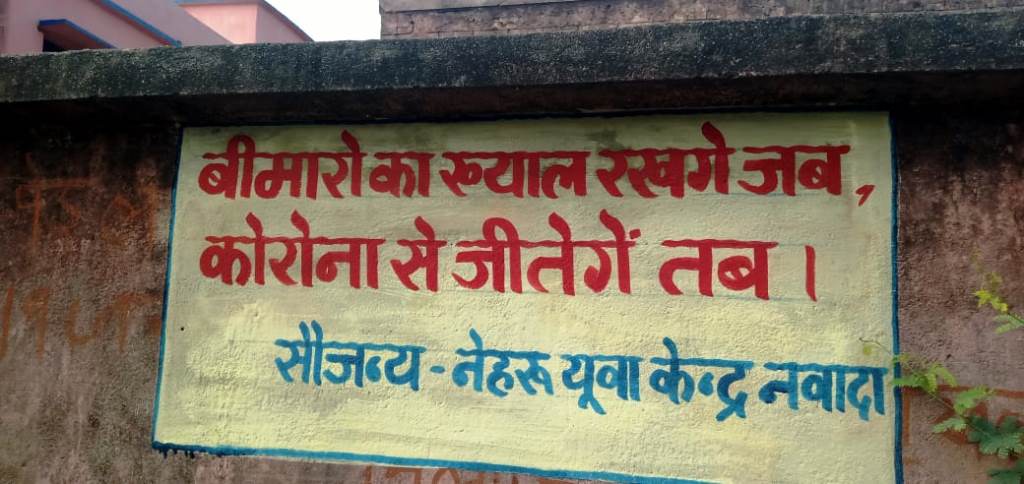 बीमारो का ख्याल रखगे जब,
कोरोना से जीतेगें तब।
सौजन्य - नेहरू यूवा केन्द्र नवादा